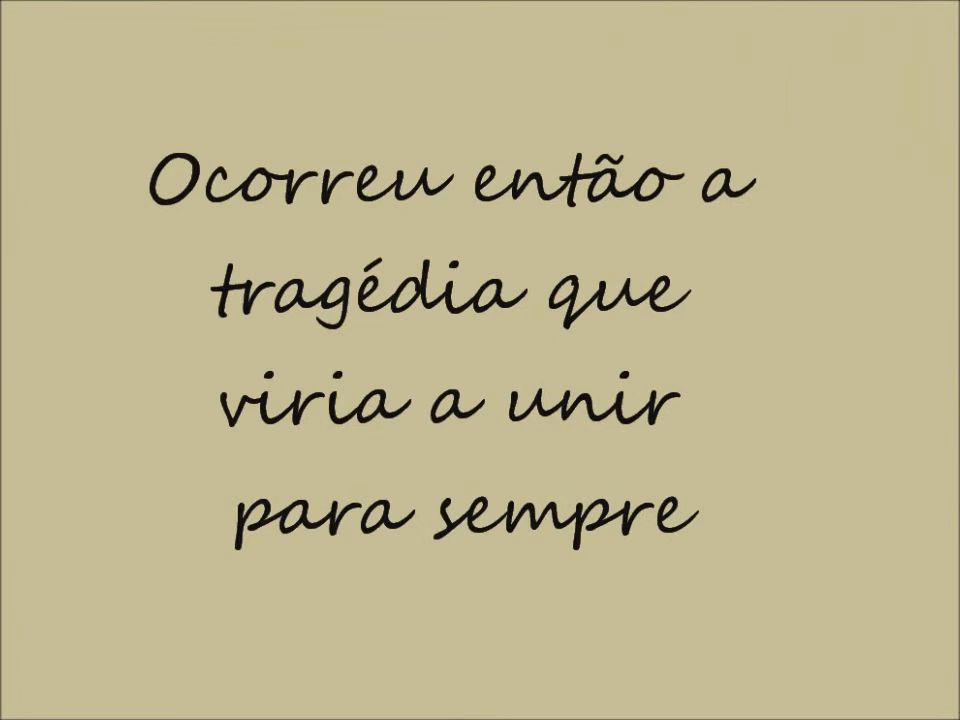 Ocorreu então a
tragédia que
viria a unir
para sempre